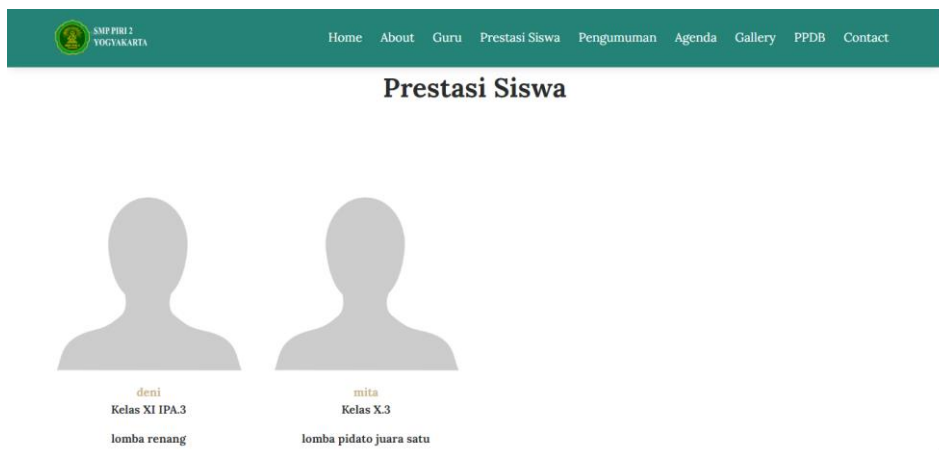 SMP PIRI 2
YOGYAKARTA
Home About Guru Prestasi Siswa Pengumuman Agenda Gallery PPDB Contact
Prestasi Siswa
deni
Kelas XI IPA.3
lomba renang
mita
Kelas X.3
lomba pidato juara satu